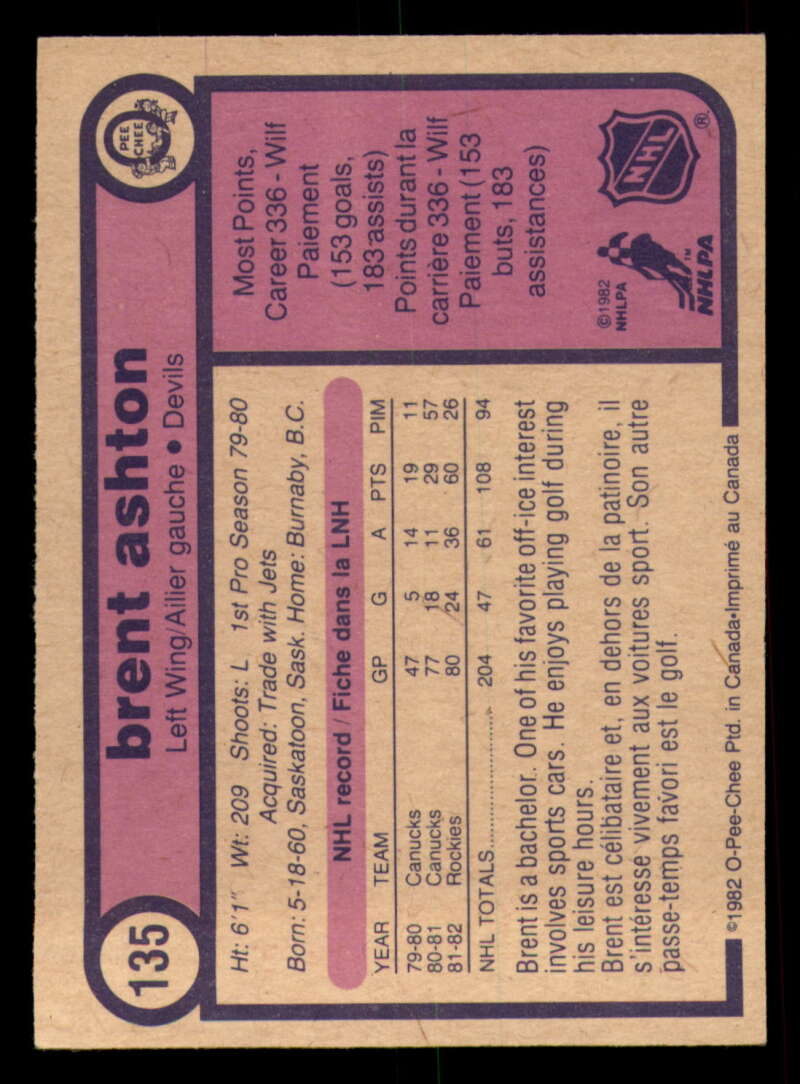 135
brent ashton
Left Wing/Ailier gauche • Devils
O
PEE
CHEE
Ht: 6'1" Wt: 209 Shoots: L 1st Pro Season 79-80
Acquired: Trade with Jets
Born: 5-18-60, Saskatoon, Sask. Home: Burnaby, B.C.
NHL record / Fiche dans la LNH
YEAR TEAM GP G A PTS PIM
79-80 Canucks 47 5 14 19 11
80-81 Canucks 77 18 11 29 57
81-82 Rockies 80 24 36 60 26
NHL TOTALS 204 47 61 108 94
Brent is a bachelor. One of his favorite off-ice interest
involves sports cars. He enjoys playing golf during
his leisure hours.
Brent est célibataire et, en dehors de la patinoire, il
s'intéresse vivement aux voitures sport. Son autre
passe-temps favori est le golf.
Most Points,
Career 336 - Wilf
Paiement
(153 goals,
183 assists)
Points durant la
carrière 336 - Wilf
Paiement (153
buts, 183
assistances)
©1982
NHLPA
NHLPA™
NHL®
©1982 O-Pee-Chee Ptd. in Canada•Imprimé au Canada